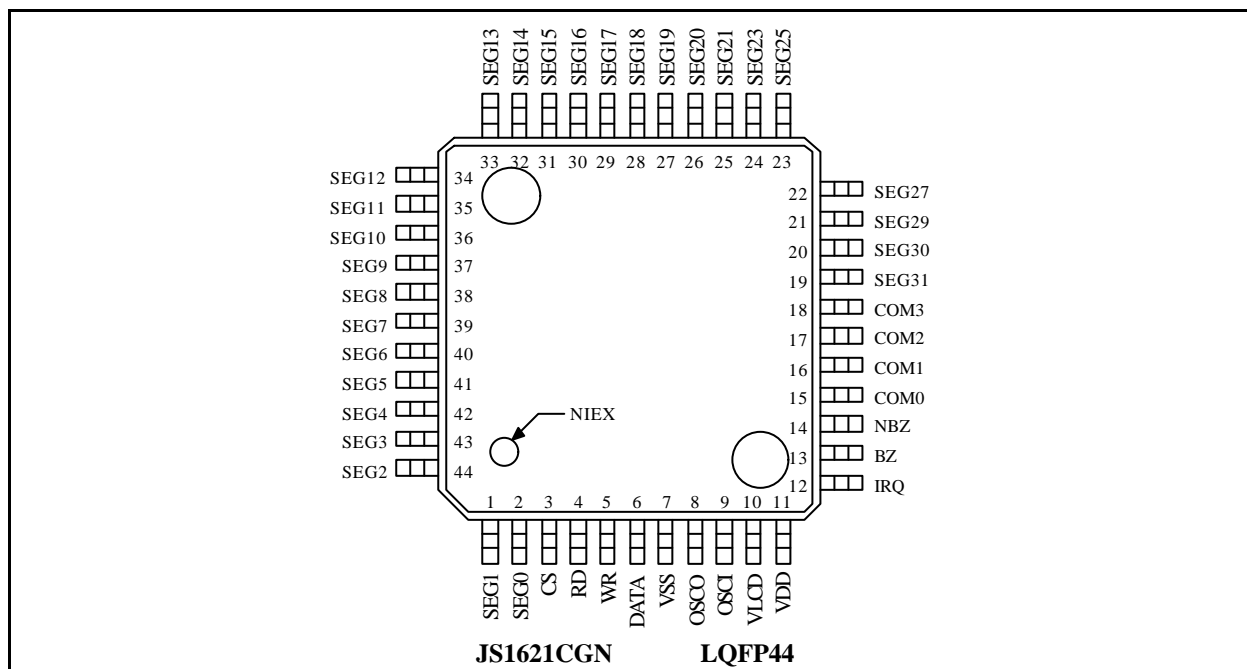 SEG13 SEG14 SEG15 SEG16 SEG17 SEG18 SEG19 SEG20 SEG21 SEG23 SEG25
33 32 31 30 29 28 27 26 25 24 23
SEG12 34
SEG11 35
SEG10 36
SEG9 37
SEG8 38
SEG7 39
SEG6 40
SEG5 41
SEG4 42
SEG3 43
SEG2 44
22 SEG27
21 SEG29
20 SEG30
19 SEG31
18 COM3
17 COM2
16 COM1
15 COM0
14 NBZ
13 BZ
12 IRQ
NIEX
1 2 3 4 5 6 7 8 9 10 11
SEG1 SEG0 CS RD WR DATA VSS OSCO OSCI VLCD VDD
JS1621CGN LQFP44